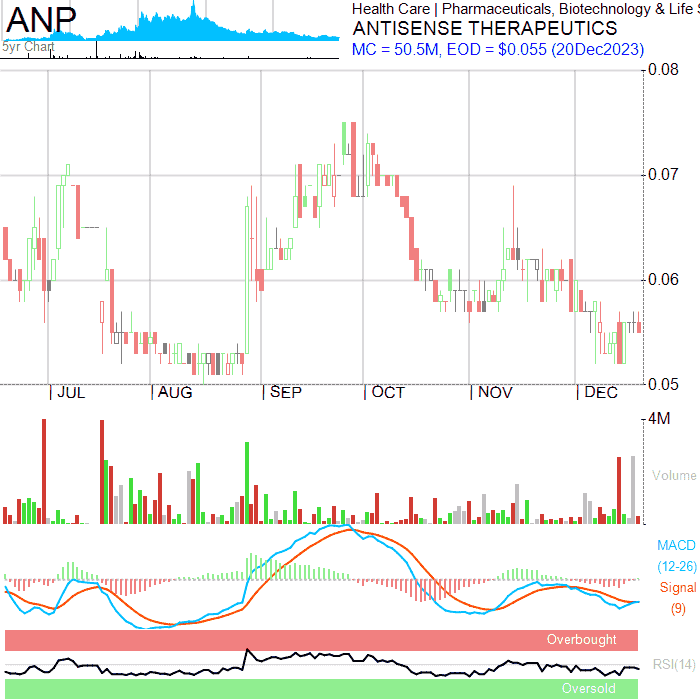 ANP
5yr Chart
Health Care | Pharmaceuticals, Biotechnology & Life
ANTISENSE THERAPEUTICS
MC = 50.5M, EOD = $0.055 (20Dec2023)
0.08
0.07
0.06
0.05
| JUL | AUG | SEP | OCT | NOV | DEC
4M
Volume
MACD
(12-26)
Signal
(9)
Overbought
RSI(14)
Oversold